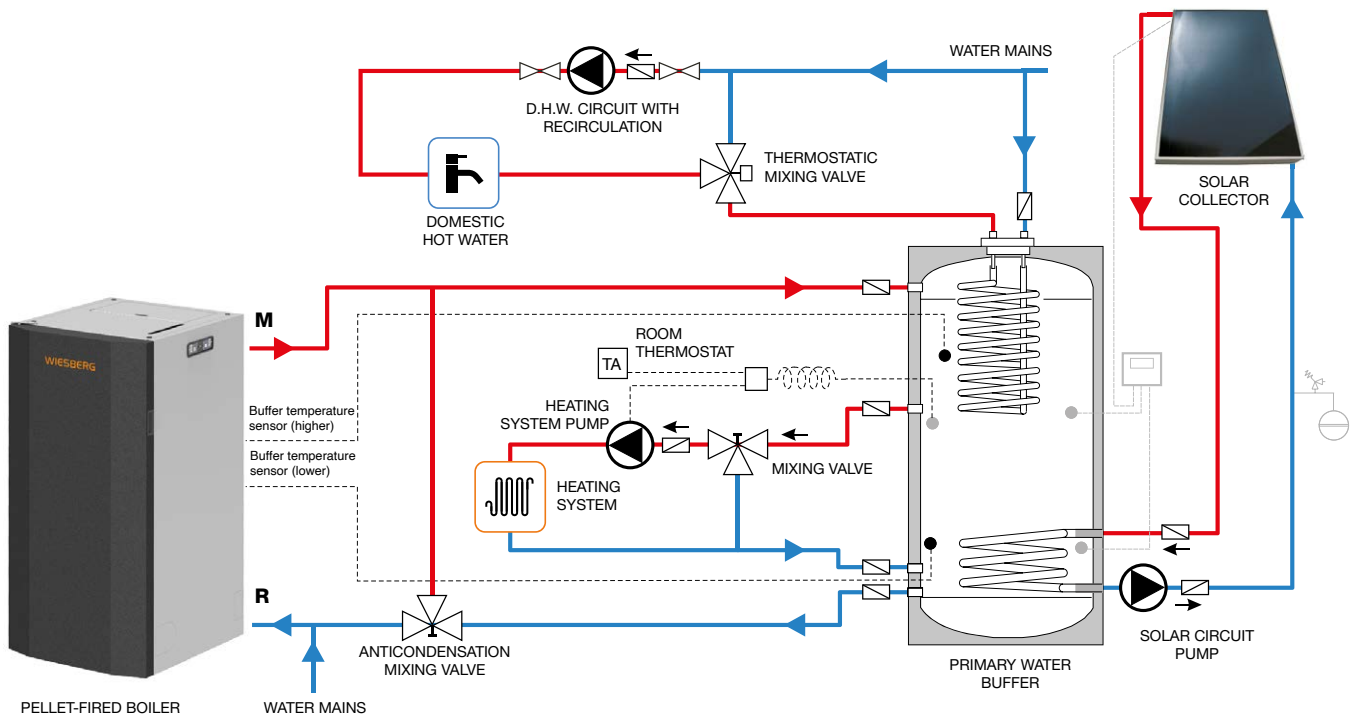 WATER MAINS
D.H.W. CIRCUIT WITH
RECIRCULATION
THERMOSTATIC
MIXING VALVE
SOLAR
COLLECTOR
DOMESTIC
HOT WATER
M
WIESBERG
ROOM
THERMOSTAT
TA
HEATING
SYSTEM PUMP
Buffer temperature
sensor (higher)
Buffer temperature
sensor (lower)
MIXING VALVE
HEATING
SYSTEM
R
ANTICONDENSATION
MIXING VALVE
SOLAR CIRCUIT
PUMP
PRIMARY WATER
BUFFER
PELLET-FIRED BOILER
WATER MAINS